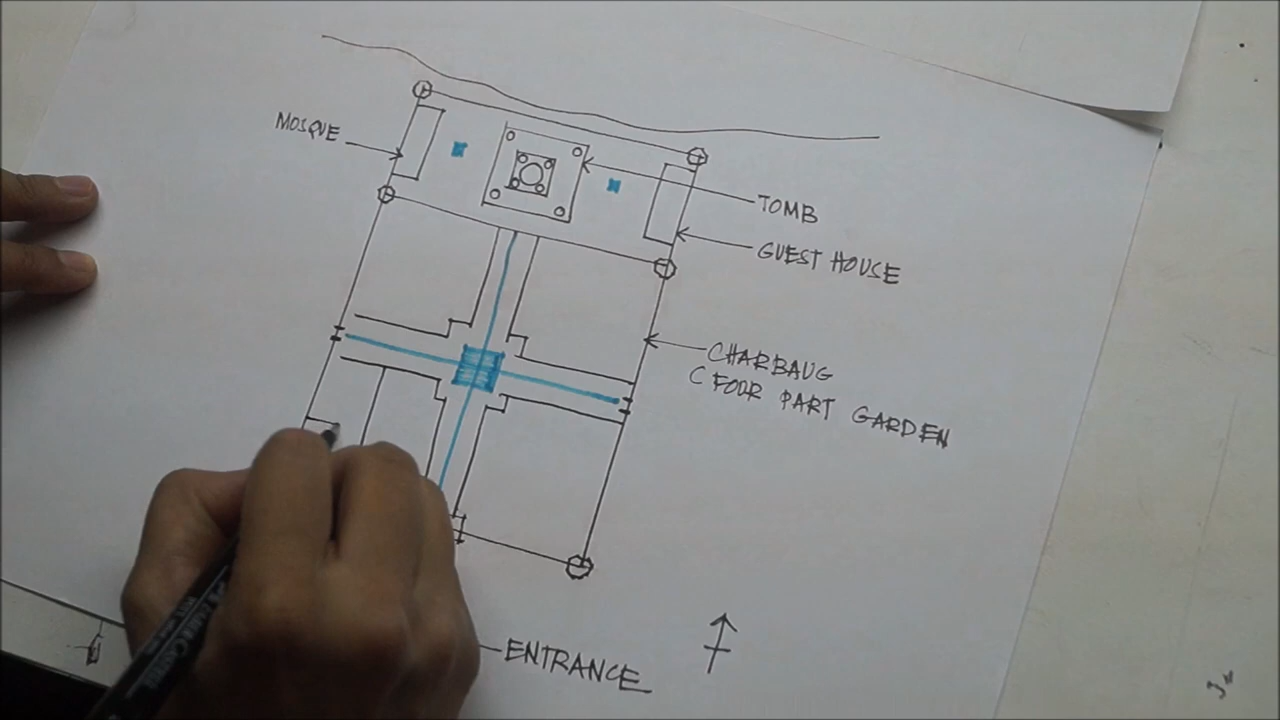 MOSQUE
TOMB
GUEST HOUSE
CHARBAUG
C FOUR PART GARDEN
ENTRANCE